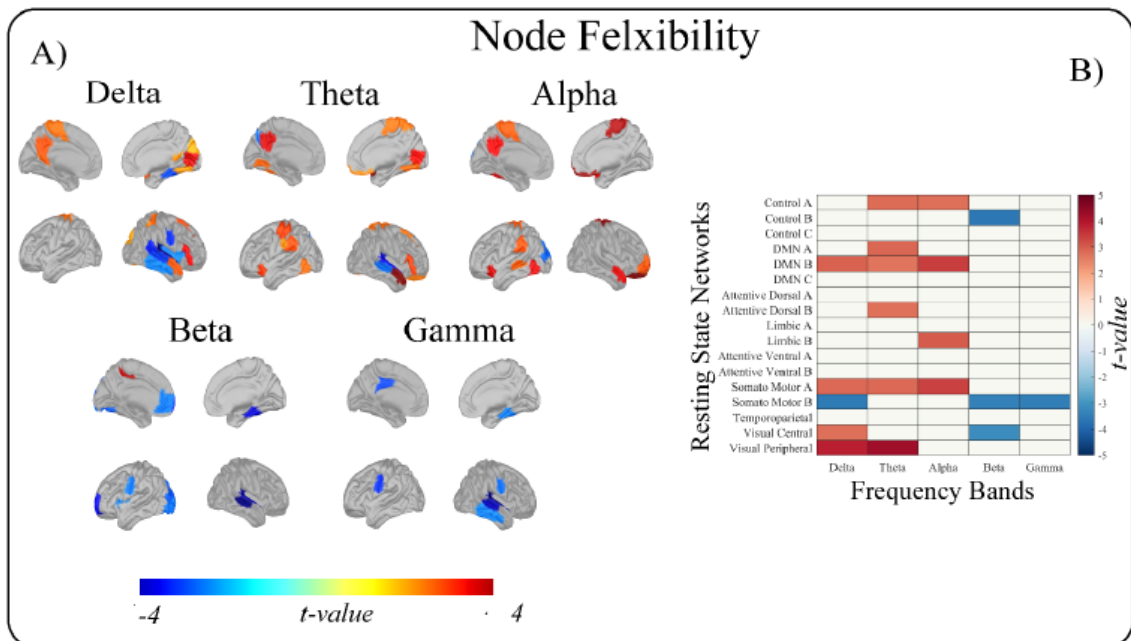 Node Felxibility
A)
B)
Delta
Theta
Alpha
Beta
Gamma
-4
t-value
4
Resting State Networks
Control A
Control B
Control C
DMN A
DMN B
DMN C
Attentive Dorsal A
Attentive Dorsal B
Limbic A
Limbic B
Attentive Ventral A
Attentive Ventral B
Somato Motor A
Somato Motor B
Temporoparietal
Visual Central
Visual Peripheral
Delta Theta Alpha Beta Gamma
Frequency Bands
5
4
3
2
1
0
-1
-2
-3
-4
-5
t-value